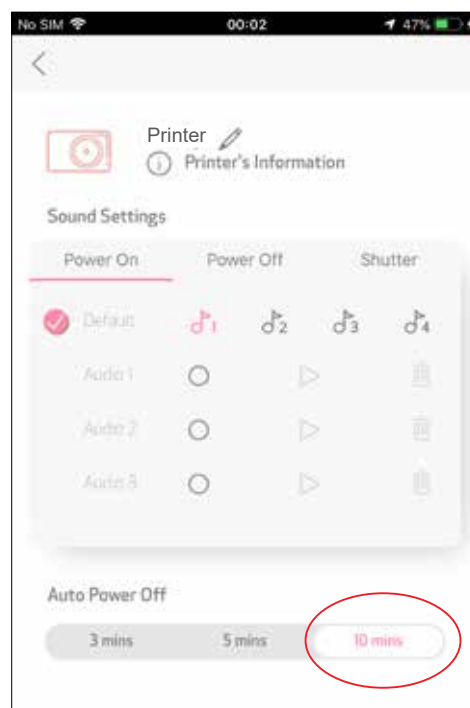 No SIM 00:02 47%
Printer
Printer's Information
Sound Settings
Power On Power Off Shutter
Default 1 2 3 4
Audio 1
Audio 2
Audio 3
Auto Power Off
3 mins 5 mins 10 mins